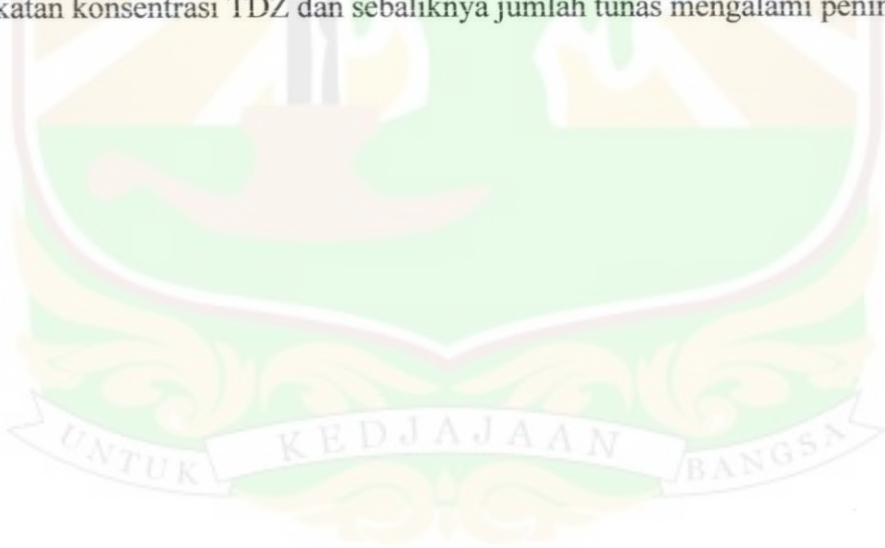 katan konsentrasi TDZ dan sebaliknya jumlah tunas mengalami penin
UNTUK KEDJAJAAN BANGSA